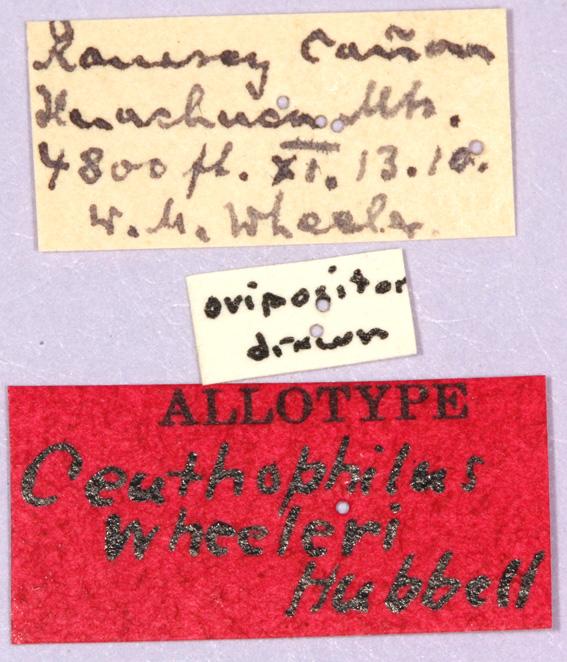 Ramsey Cañon
Huachuca Mts.
4800 ft. XI. 13. 10.
W. M. Wheeler
ovipositor
drawn
ALLOTYPE
Ceuthophilus
wheeleri
Hubbell